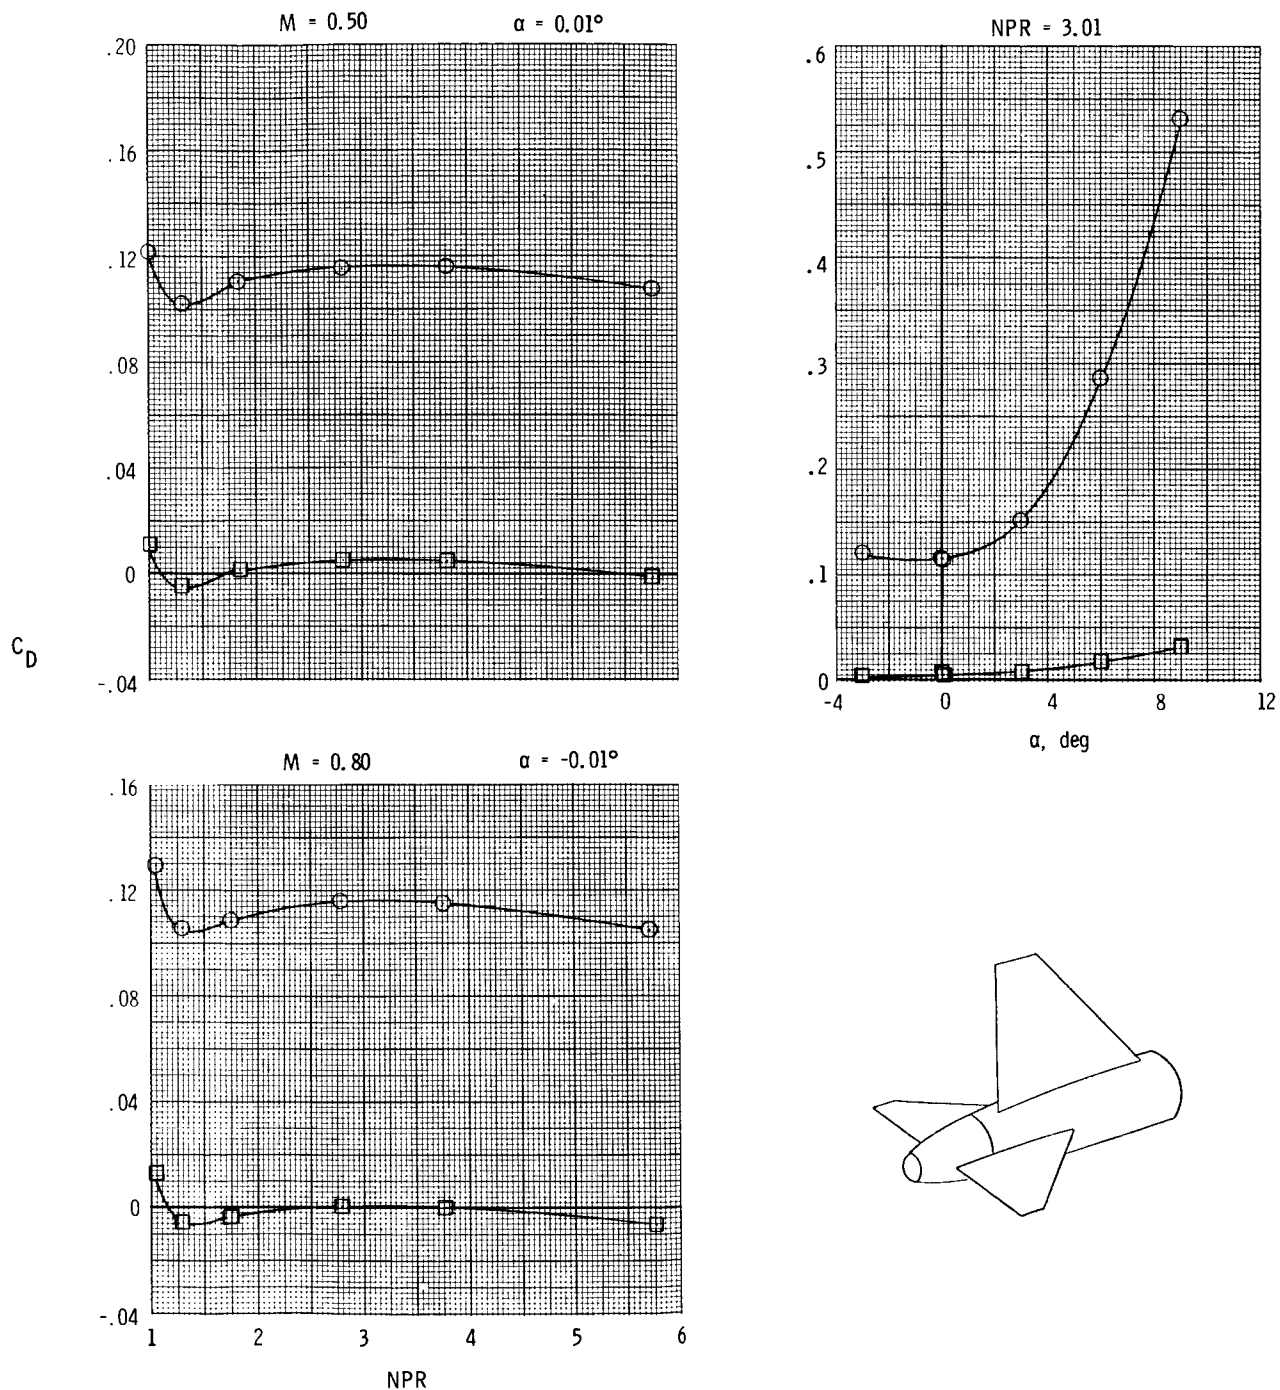 M = 0.50 α = 0.01°
.20
.16
.12
.08
.04
0
-.04
NPR = 3.01
.6
.5
.4
.3
.2
.1
0
-4 0 4 8 12
α, deg
C_D
M = 0.80 α = -0.01°
.16
.12
.08
.04
0
-.04
1 2 3 4 5 6
NPR